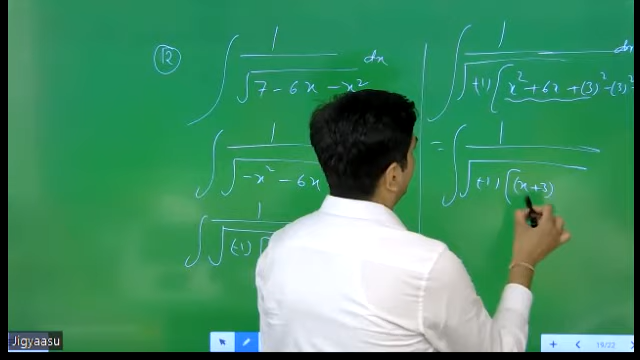 12
∫ 1/√(7 - 6x - x²) dx
∫ 1/√(-x² - 6x
∫ 1/√((-1)
∫ 1/√((-1)(x² + 6x + (3)² - (3)² dx
= ∫ 1/√((-1)((x+3)
Jigyaasu
19/22